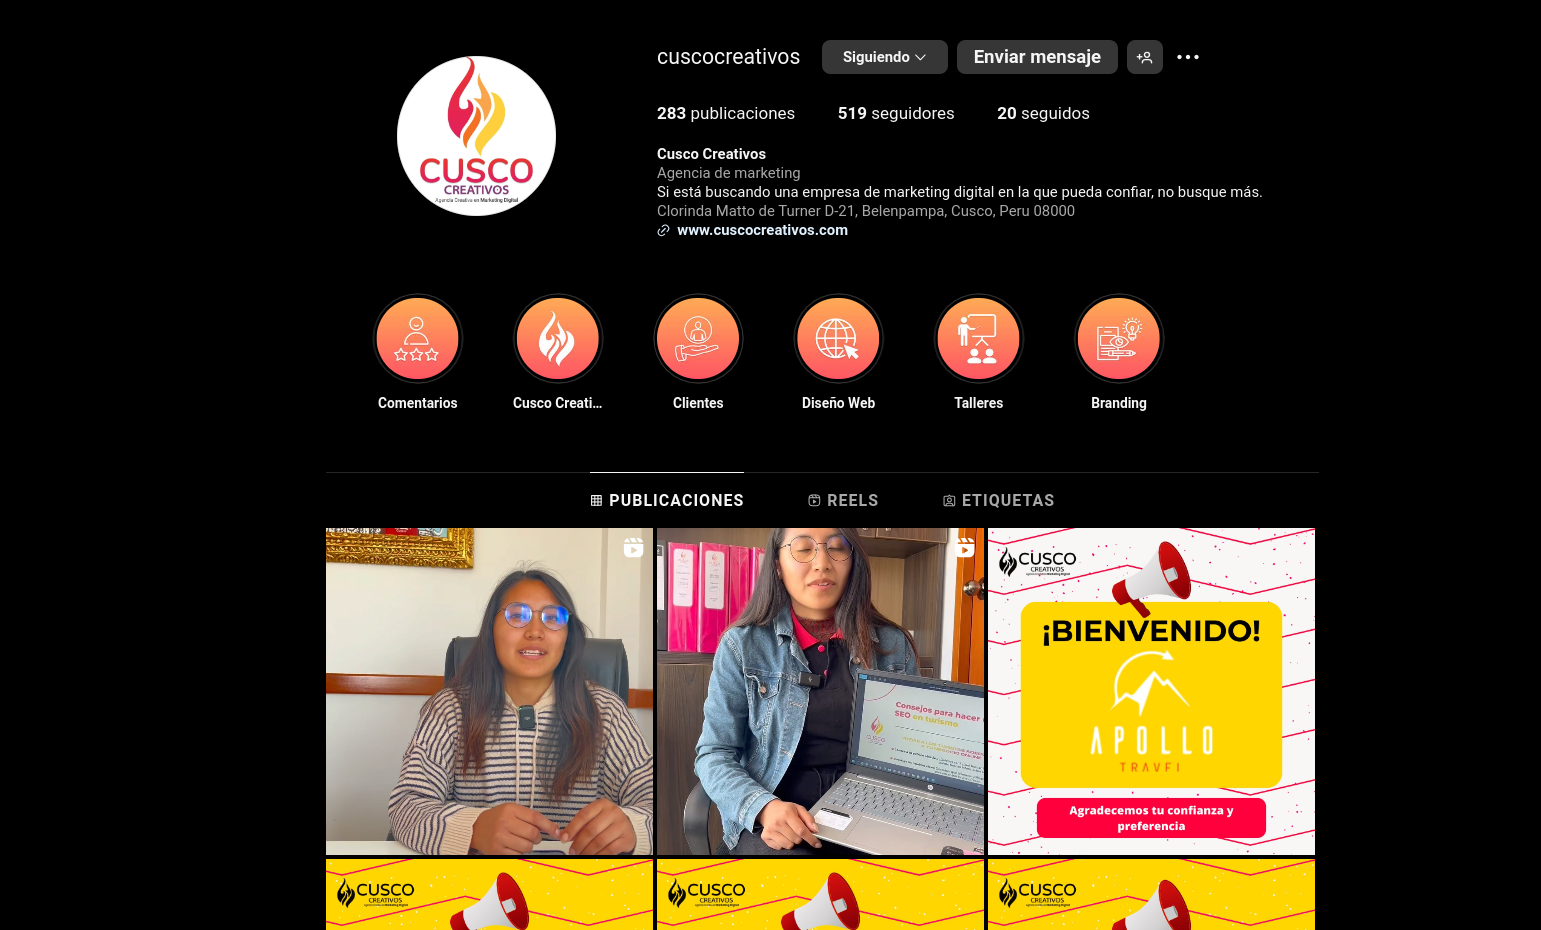 cuscocreativos
Siguiendo
Enviar mensaje
283 publicaciones
519 seguidores
20 seguidos
Cusco Creativos
Agencia de marketing
Si está buscando una empresa de marketing digital en la que pueda confiar, no busque más.
Clorinda Matto de Turner D-21, Belenpampa, Cusco, Peru 08000
www.cuscocreativos.com
CUSCO
CREATIVOS
Agencia Creativa en Marketing Digital
Comentarios
Cusco Creati...
Clientes
Diseño Web
Talleres
Branding
PUBLICACIONES
REELS
ETIQUETAS
Consejos para hacer
SEO en turismo
CUSCO
CREATIVOS
¡BIENVENIDO!
APOLLO
Agradecemos tu confianza y
preferencia
CUSCO
CREATIVOS
CUSCO
CREATIVOS
CUSCO
CREATIVOS